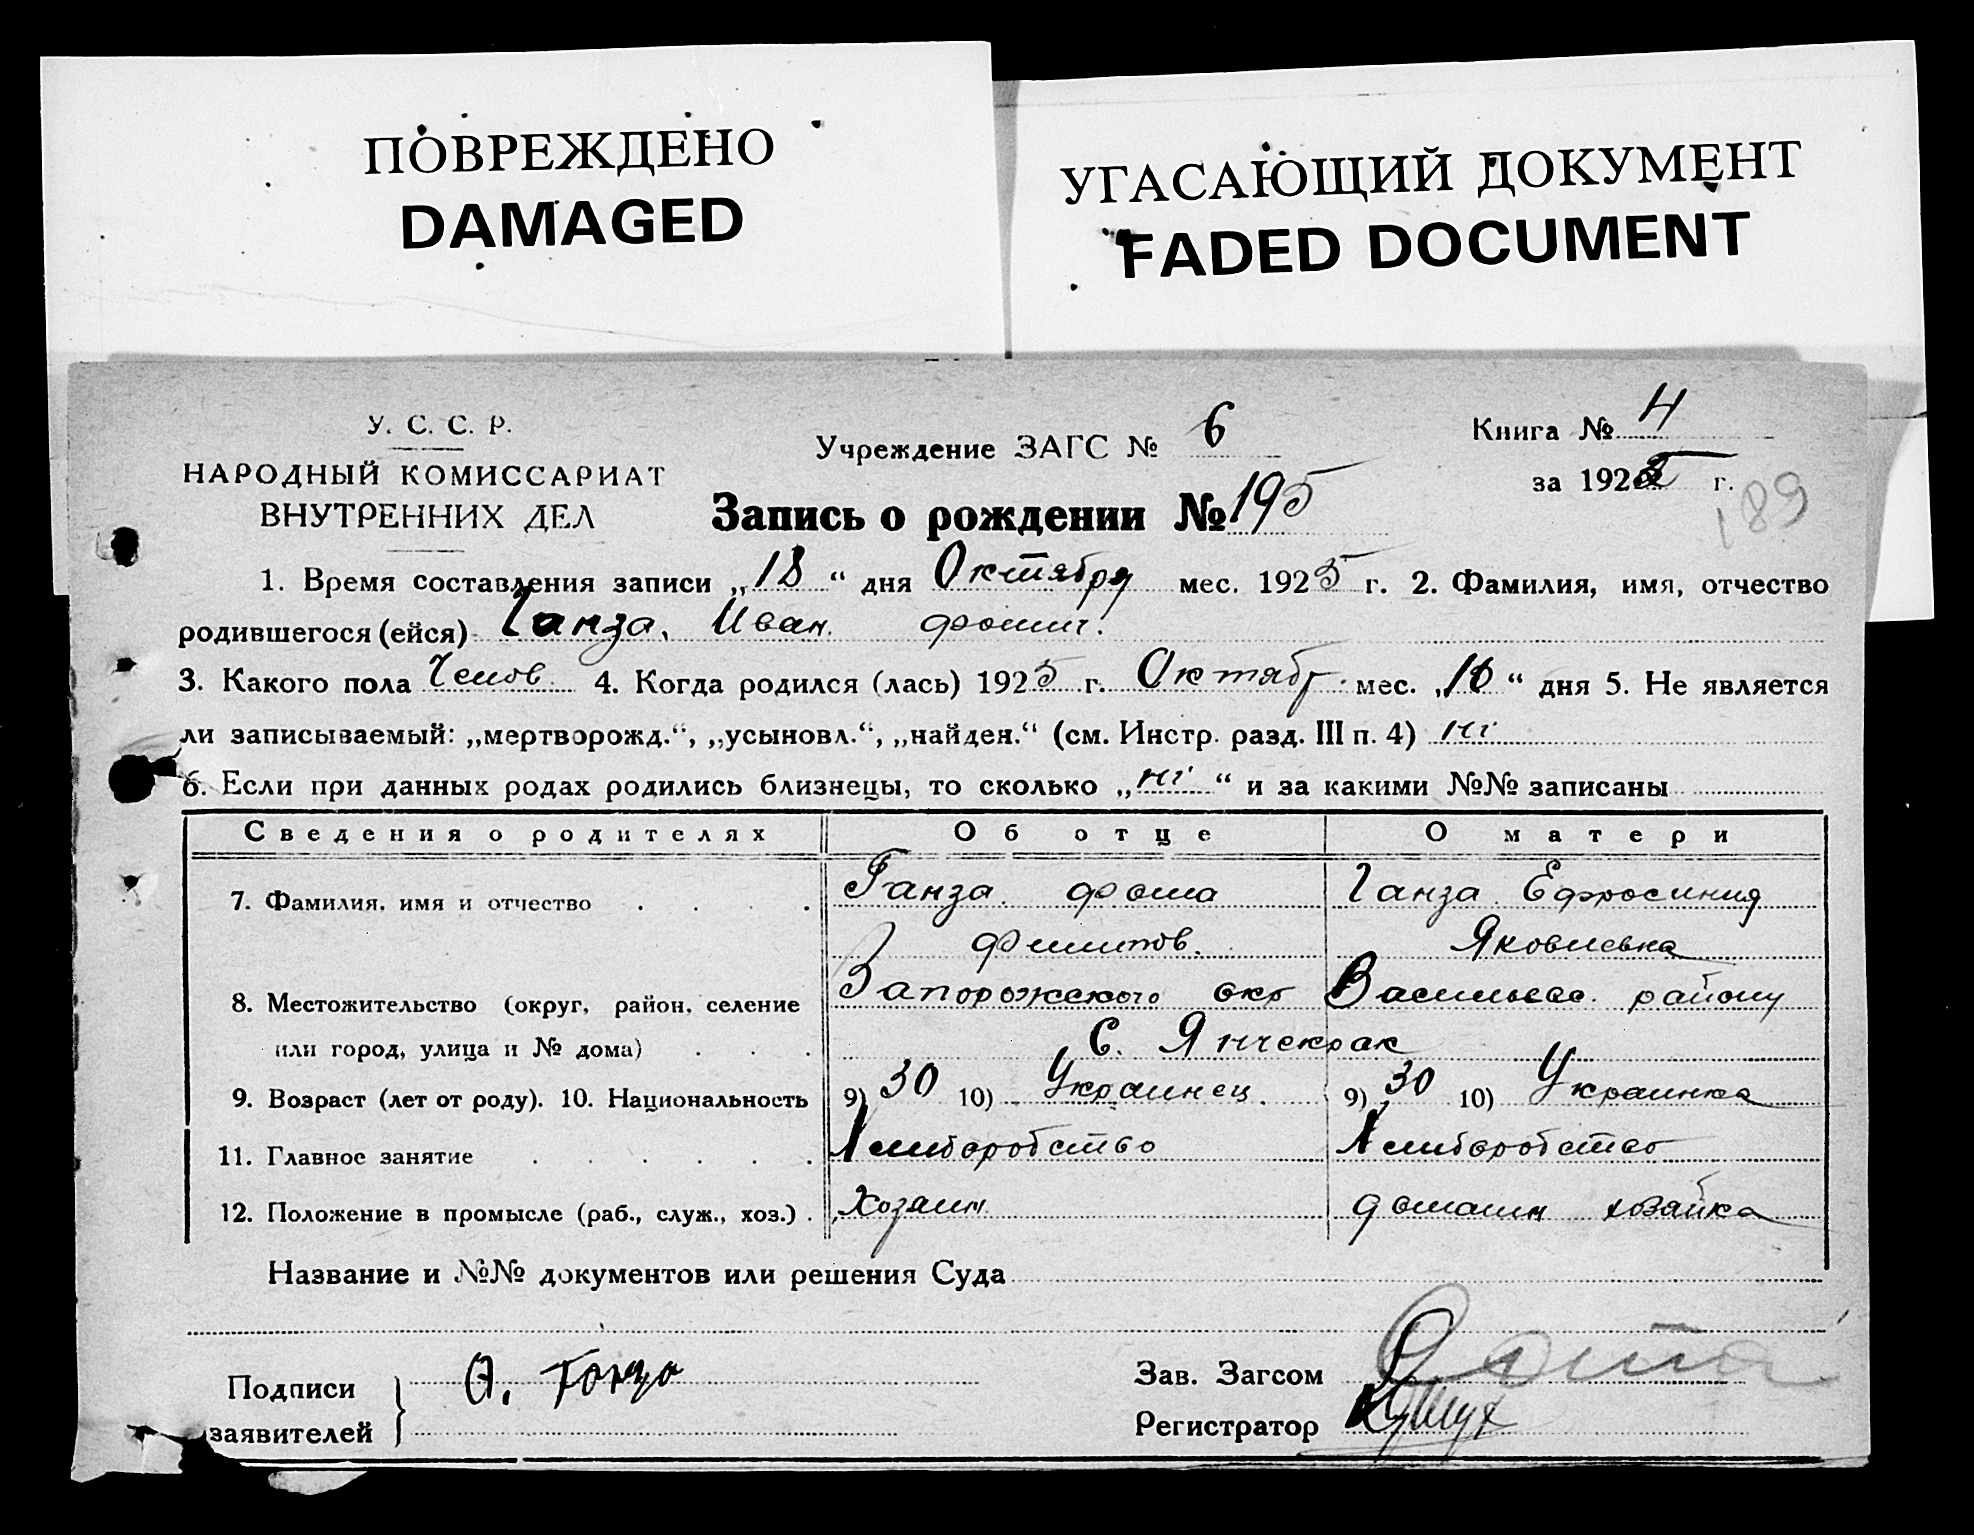 ПОВРЕЖДЕНО
DAMAGED
УГАСАЮЩИЙ ДОКУМЕНТ
FADED DOCUMENT
У. С. С. Р.
НАРОДНЫЙ КОМИССАРИАТ
ВНУТРЕННИХ ДЕЛ
Учреждение ЗАГС № 6
Книга № 4
за 1925 г.
189
Запись о рождении № 195
1. Время составления записи „18“ дня Октября мес. 1925 г. 2. Фамилия, имя, отчество
родившегося (ейся) Ганза. Иван. Фомич.
3. Какого пола Челов. 4. Когда родился (лась) 1925 г. Октябр. мес. „16“ дня 5. Не является
ли записываемый: „мертворожд.“, „усыновл.“, „найден.“ (см. Инстр. разд. III п. 4) ні
6. Если при данных родах родились близнецы, то сколько „ні“ и за какими №№ записаны
Сведения о родителях Об отце О матери
7. Фамилия, имя и отчество Ганза Фома Ганза Ефросиния
Филипов. Яковлевна
8. Местожительство (округ, район, селение Запорожского окр Васильевс. району
или город, улица и № дома) С. Янчекрак
9. Возраст (лет от роду). 10. Национальность 9) 30 10) Украинец. 9) 30 10) Украинка
11. Главное занятие Хлиборобство Хлиборобство
12. Положение в промысле (раб., служ., хоз.) Хозяин домашн хозяйка
Название и №№ документов или решения Суда
Подписи
заявителей
Ѳ. Ганза
Зав. Загсом
Регистратор